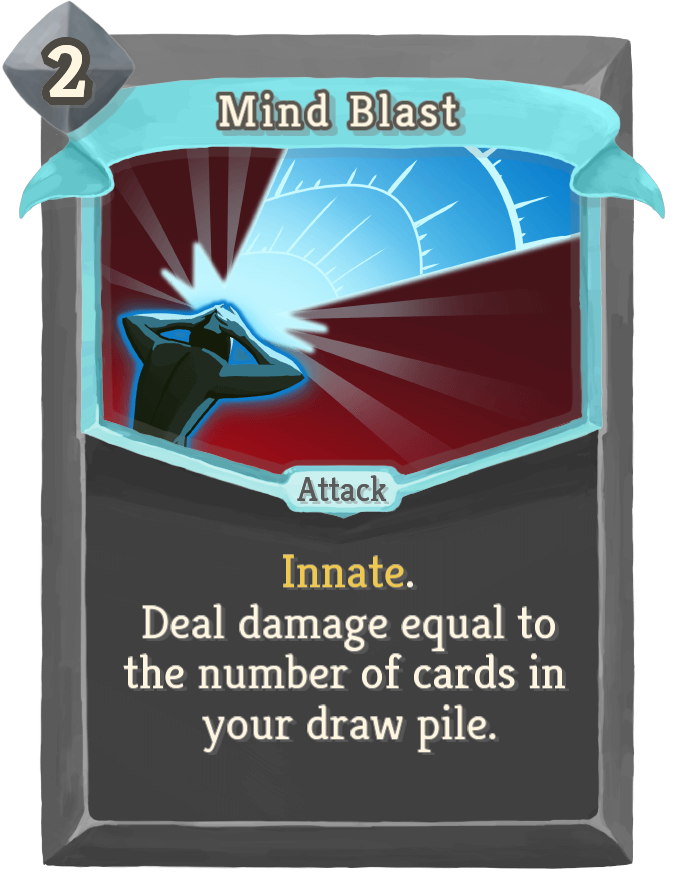 2
Mind Blast
Attack
Innate.
Deal damage equal to
the number of cards in
your draw pile.